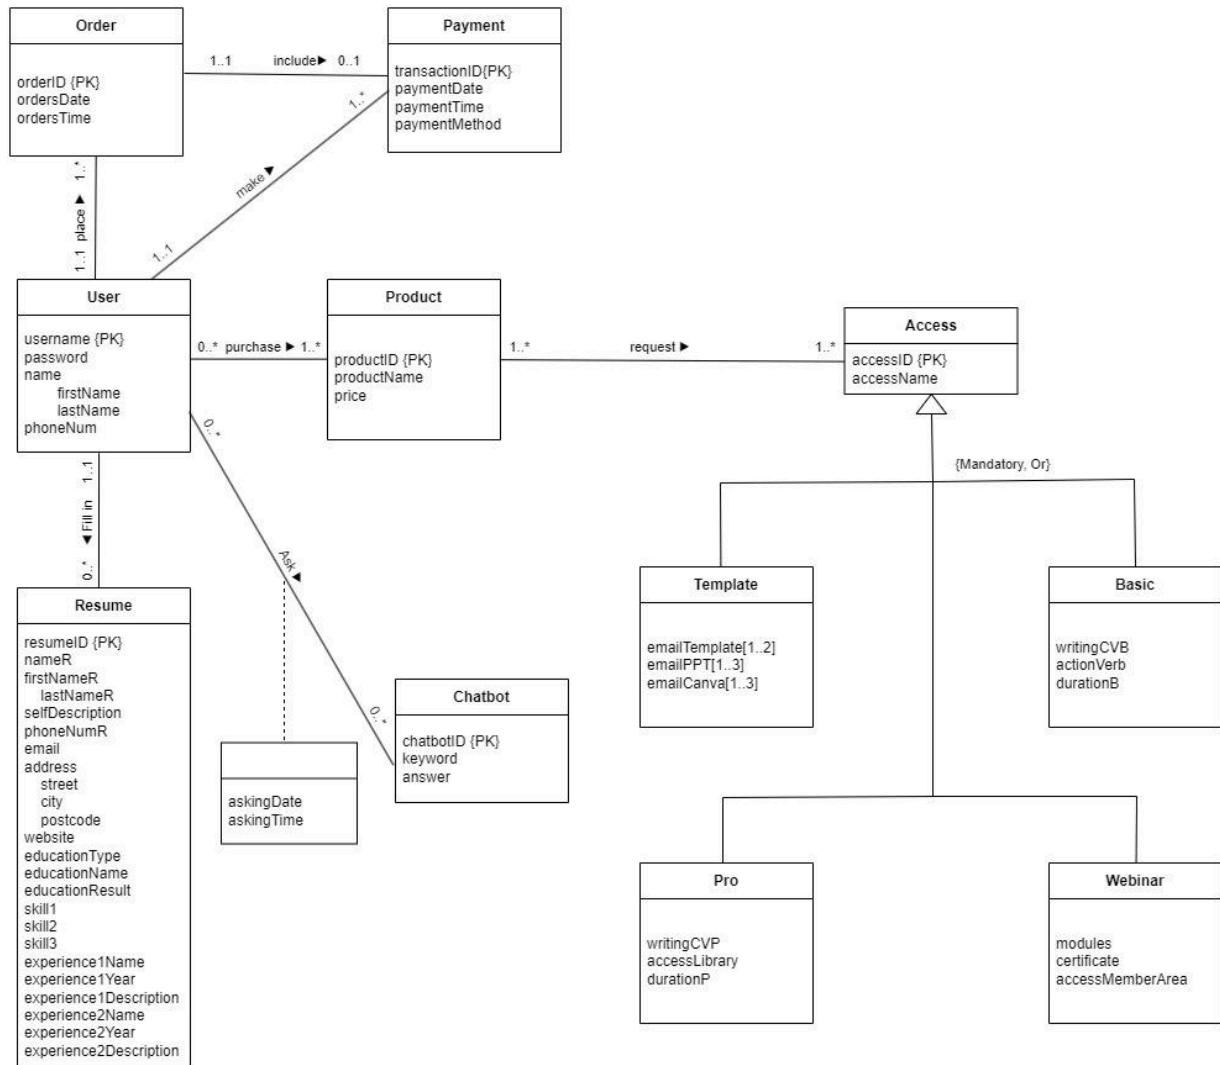 Order
orderID {PK}
ordersDate
ordersTime
Payment
transactionID{PK}
paymentDate
paymentTime
paymentMethod
1..1 include► 0..1
1..1 place ► 1..*
1..1 make ► 1..*
User
username {PK}
password
name
firstName
lastName
phoneNum
0..* purchase ► 1..*
Product
productID {PK}
productName
price
1..* request ► 1..*
Access
accessID {PK}
accessName
{Mandatory, Or}
0..* ◄ Fill in 1..1
0..* Ask ▼ 0..*
Resume
resumeID {PK}
nameR
firstNameR
lastNameR
selfDescription
phoneNumR
email
address
street
city
postcode
website
educationType
educationName
educationResult
skill1
skill2
skill3
experience1Name
experience1Year
experience1Description
experience2Name
experience2Year
experience2Description
askingDate
askingTime
Chatbot
chatbotID {PK}
keyword
answer
Template
emailTemplate[1..2]
emailPPT[1..3]
emailCanva[1..3]
Basic
writingCVB
actionVerb
durationB
Pro
writingCVP
accessLibrary
durationP
Webinar
modules
certificate
accessMemberArea